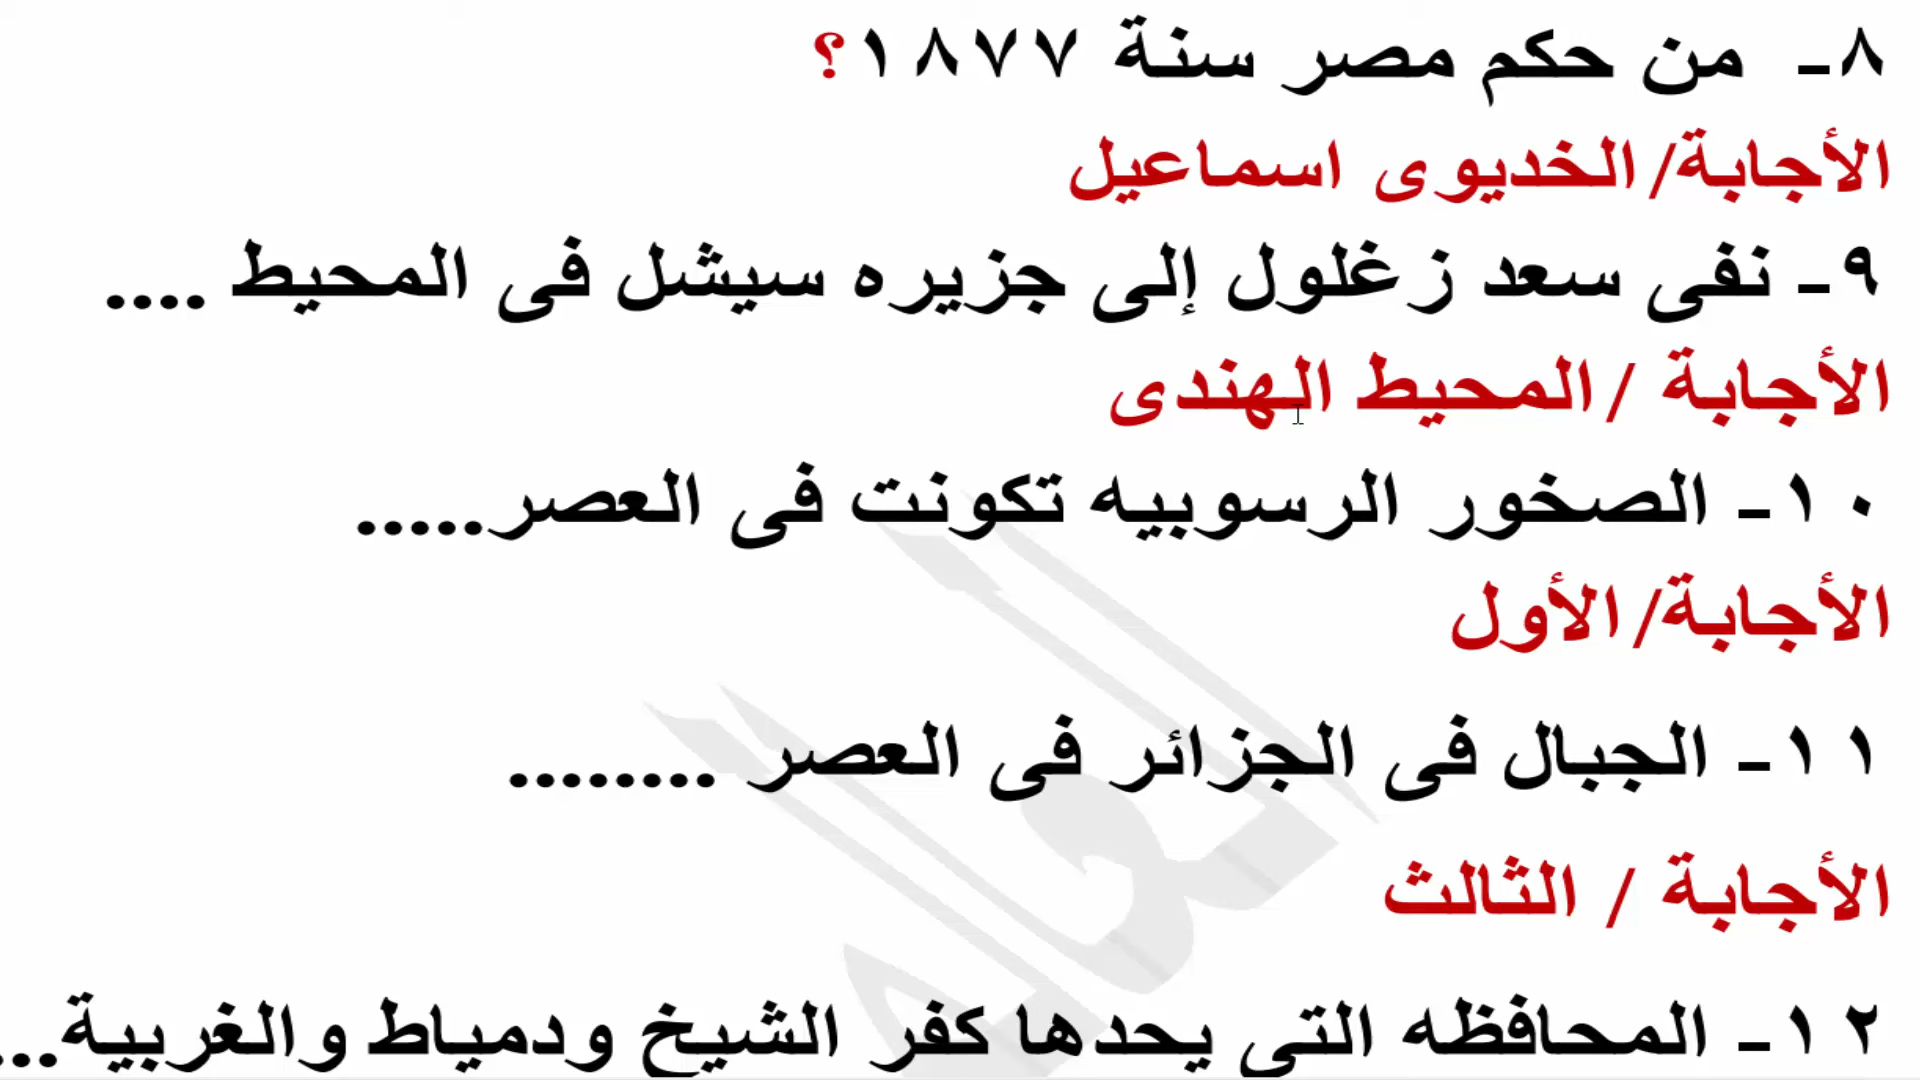 ٨- من حكم مصر سنة ١٨٧٧؟
الأجابة/ الخديوى اسماعيل
٩- نفى سعد زغلول إلى جزيره سيشل فى المحيط ....
الأجابة / المحيط الهندى
١٠- الصخور الرسوبيه تكونت فى العصر.....
الأجابة/ الأول
١١- الجبال فى الجزائر فى العصر ........
الأجابة / الثالث
١٢- المحافظه التى يحدها كفر الشيخ ودمياط والغربية...